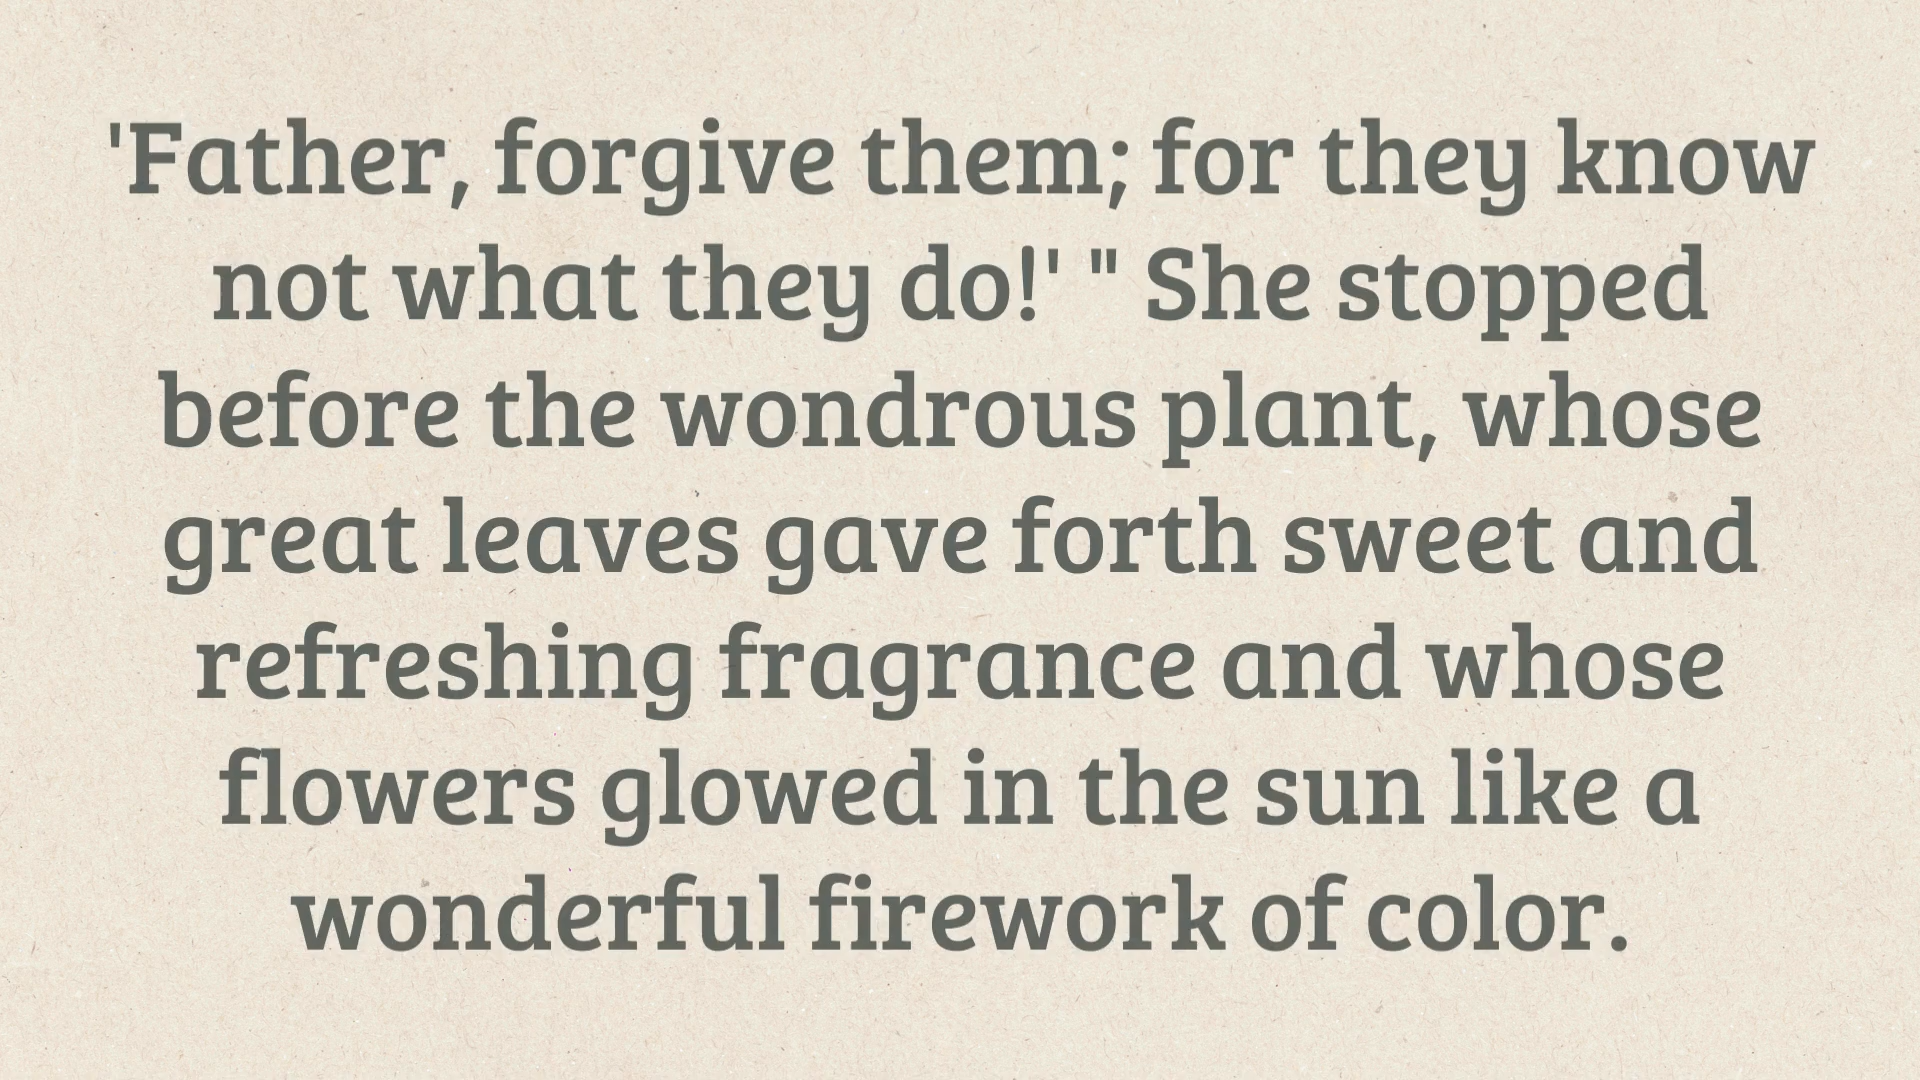 'Father, forgive them; for they know
not what they do!' " She stopped
before the wondrous plant, whose
great leaves gave forth sweet and
refreshing fragrance and whose
flowers glowed in the sun like a
wonderful firework of color.